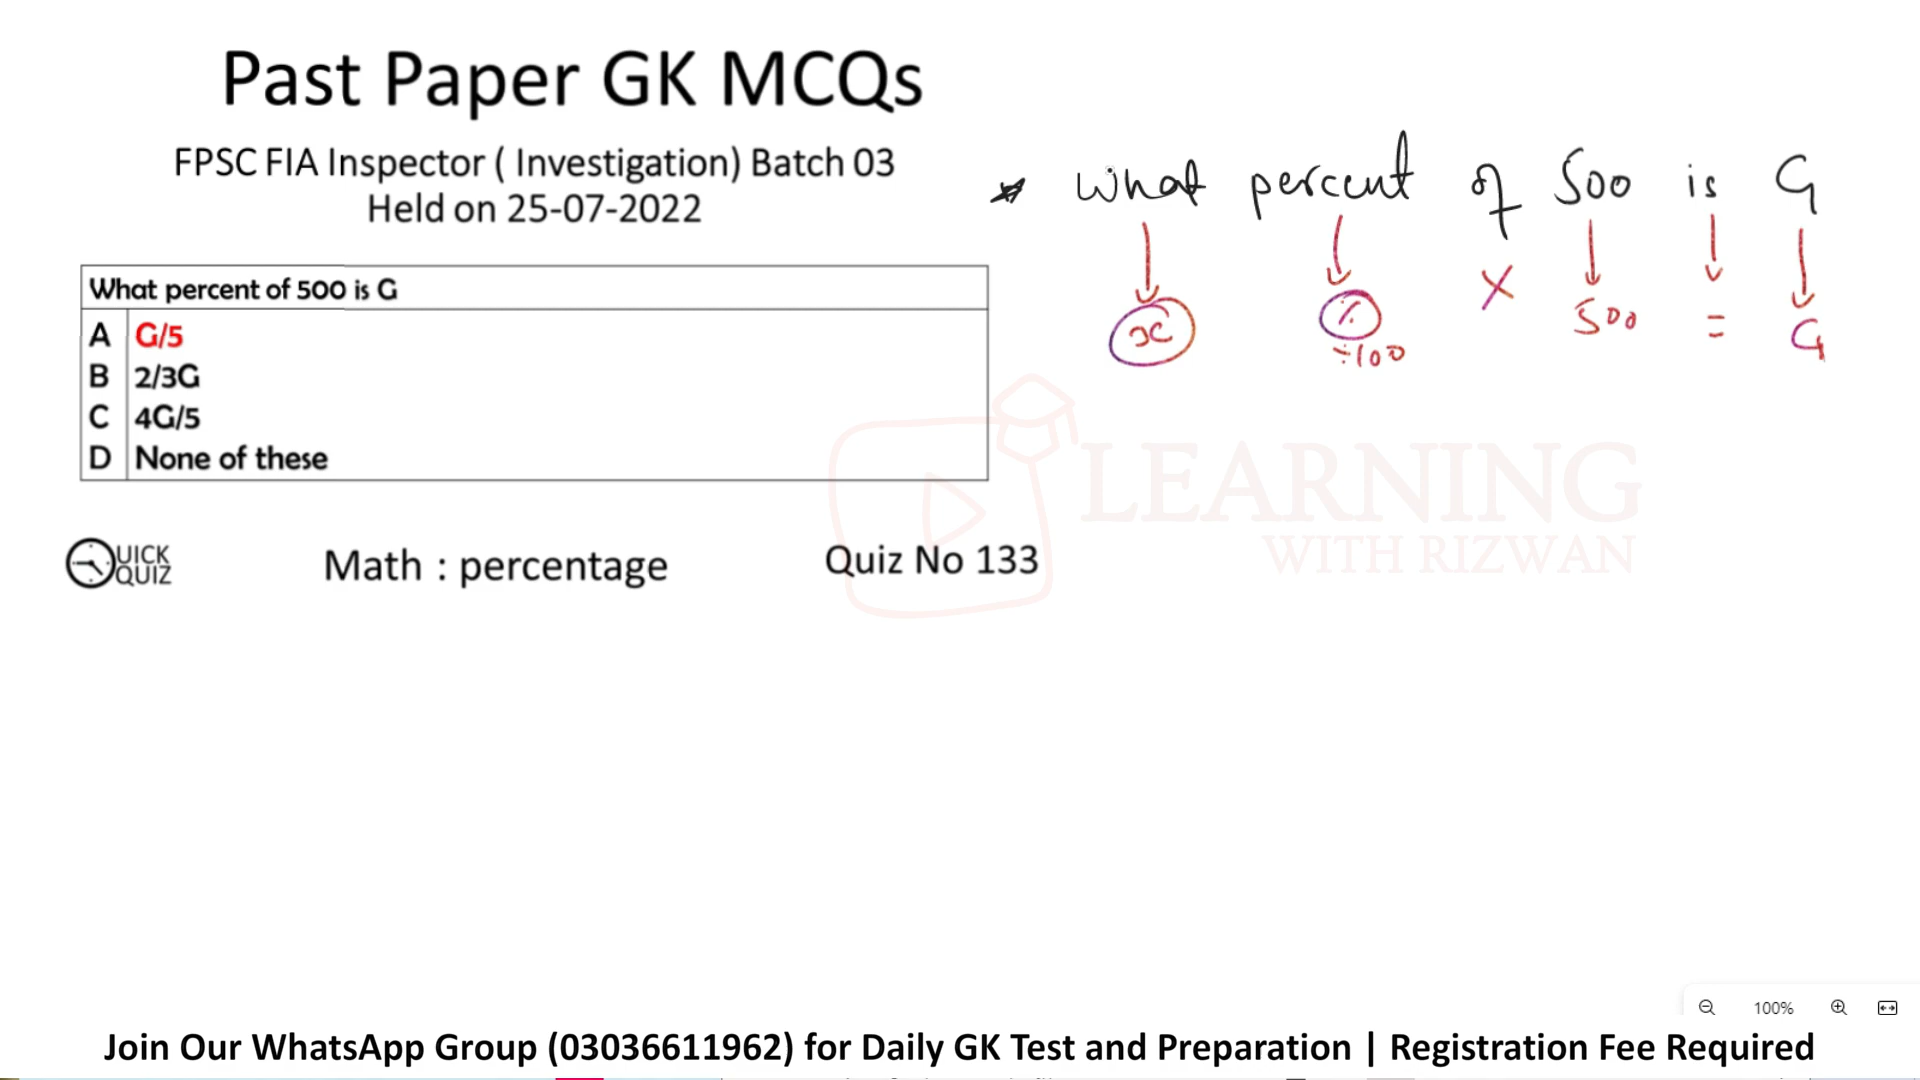 Past Paper GK MCQs
FPSC FIA Inspector ( Investigation) Batch 03
Held on 25-07-2022
What percent of 500 is G
A G/5
B 2/3G
C 4G/5
D None of these
QUICK
QUIZ
Math : percentage
Quiz No 133
* what percent of 500 is G
x % × 500 = G
÷100
LEARNING
WITH RIZWAN
100%
Join Our WhatsApp Group (03036611962) for Daily GK Test and Preparation | Registration Fee Required